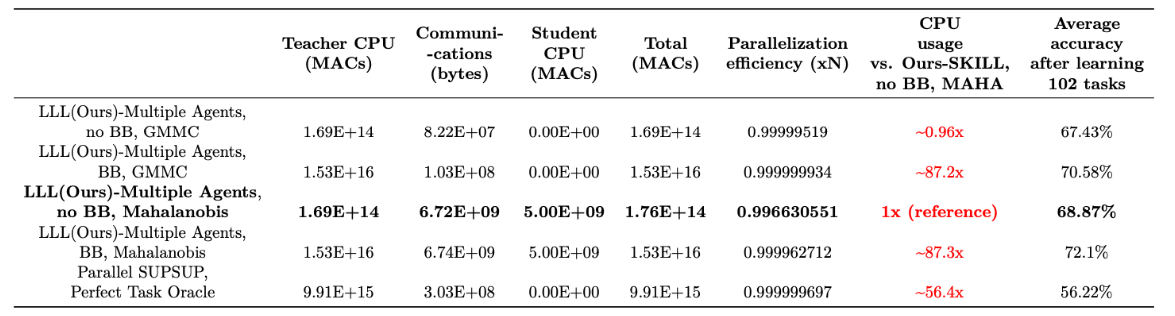 Teacher CPU (MACs) Communi- -cations (bytes) Student CPU (MACs) Total (MACs) Parallelization efficiency (xN) CPU usage vs. Ours-SKILL, no BB, MAHA Average accuracy after learning 102 tasks
LLL(Ours)-Multiple Agents,
no BB, GMMC 1.69E+14 8.22E+07 0.00E+00 1.69E+14 0.99999519 ~0.96x 67.43%
LLL(Ours)-Multiple Agents,
BB, GMMC 1.53E+16 1.03E+08 0.00E+00 1.53E+16 0.999999934 ~87.2x 70.58%
LLL(Ours)-Multiple Agents,
no BB, Mahalanobis 1.69E+14 6.72E+09 5.00E+09 1.76E+14 0.996630551 1x (reference) 68.87%
LLL(Ours)-Multiple Agents,
BB, Mahalanobis 1.53E+16 6.74E+09 5.00E+09 1.53E+16 0.999962712 ~87.3x 72.1%
Parallel SUPSUP,
Perfect Task Oracle 9.91E+15 3.03E+08 0.00E+00 9.91E+15 0.999999697 ~56.4x 56.22%